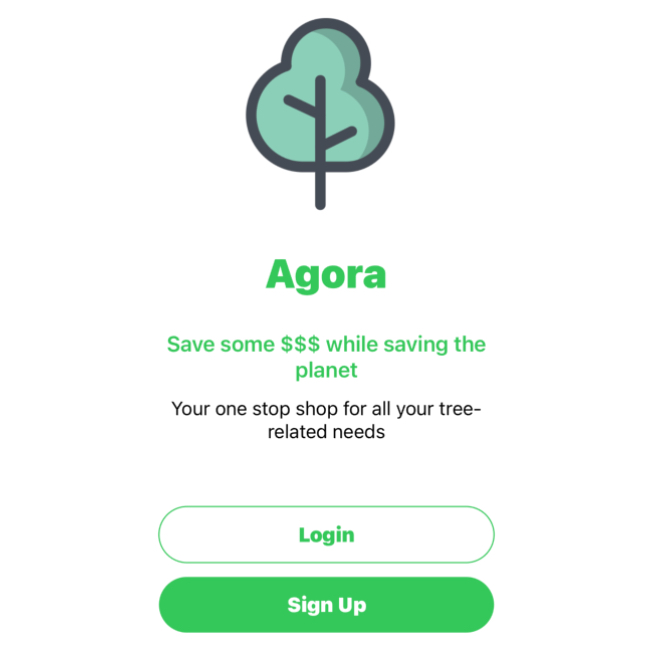 Agora
Save some $$$ while saving the
planet
Your one stop shop for all your tree-
related needs
Login
Sign Up